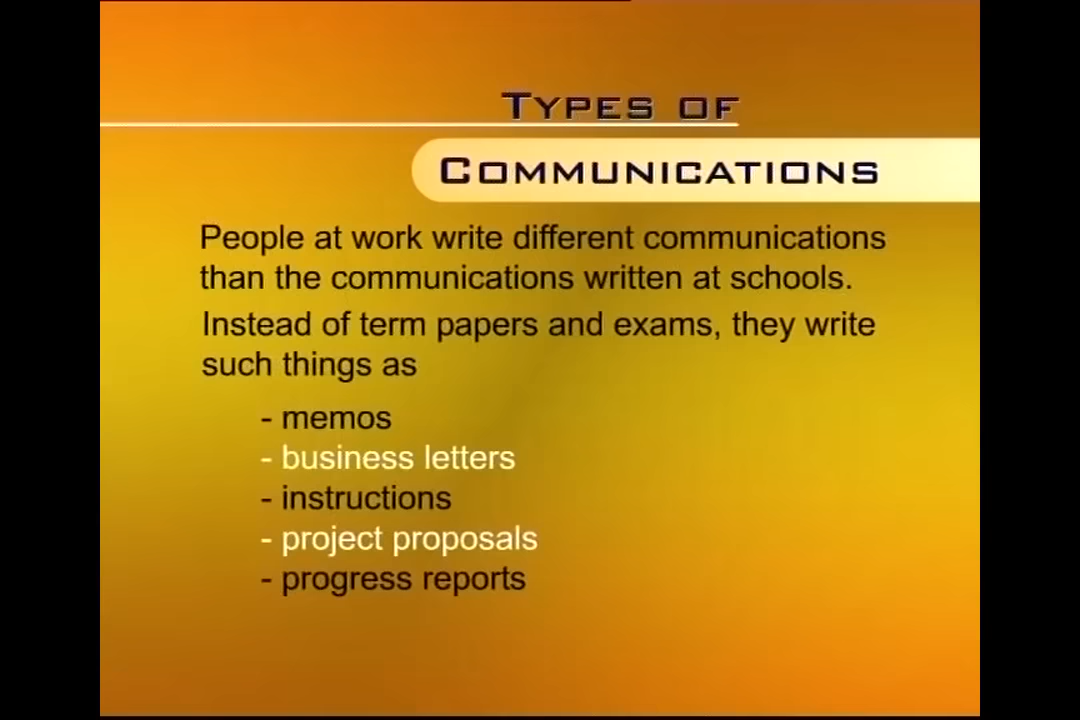 TYPES OF
COMMUNICATIONS
People at work write different communications
than the communications written at schools.
Instead of term papers and exams, they write
such things as
- memos
- business letters
- instructions
- project proposals
- progress reports